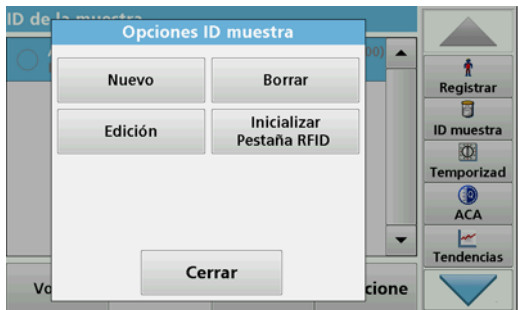 ID de la muestra
Opciones ID muestra
00)
Nuevo
Borrar
Edición
Inicializar
Pestaña RFID
Cerrar
Vo
cione
Registrar
ID muestra
Temporizad
ACA
Tendencias